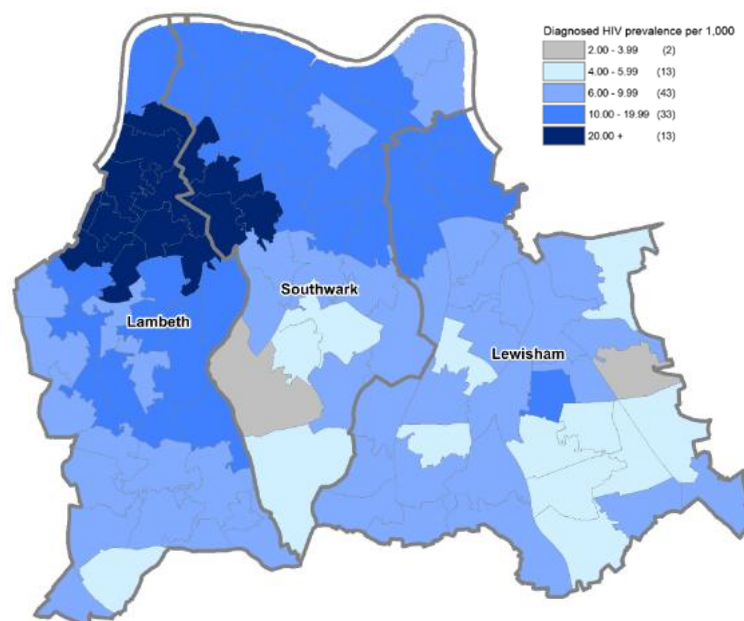 Diagnosed HIV prevalence per 1,000
2.00 - 3.99 (2)
4.00 - 5.99 (13)
6.00 - 9.99 (43)
10.00 - 19.99 (33)
20.00 + (13)
Southwark
Lambeth
Lewisham